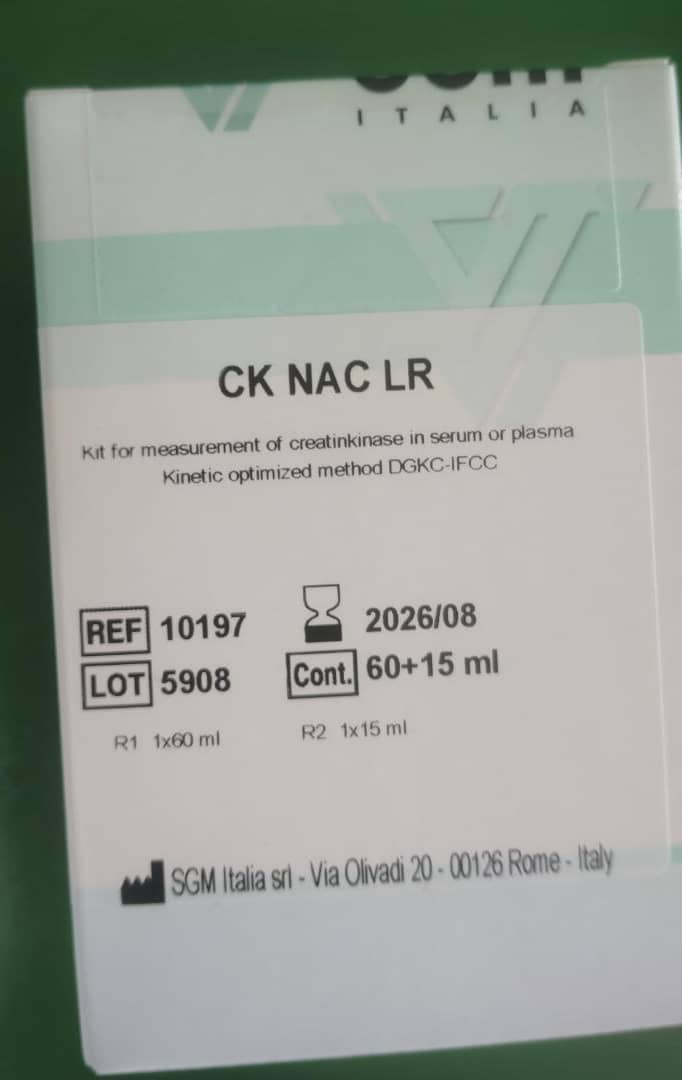 ITALIA
CK NAC LR
Kit for measurement of creatinkinase in serum or plasma
Kinetic optimized method DGKC-IFCC
REF 10197 2026/08
LOT 5908 Cont. 60+15 ml
R1 1x60 ml R2 1x15 ml
SGM Italia srl - Via Olivadi 20 - 00126 Rome - Italy